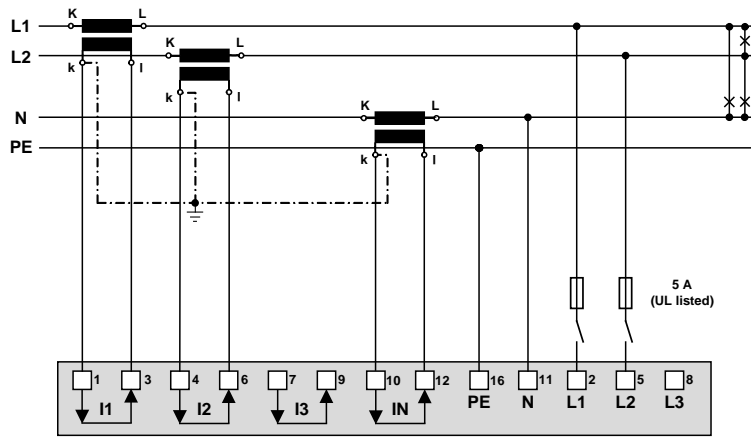 L1
K
L
L2
K
L
k
l
k
l
N
K
L
PE
k
l
5 A
(UL listed)
1
3
4
6
7
9
10
12
16
11
2
5
8
I1
I2
I3
IN
PE
N
L1
L2
L3